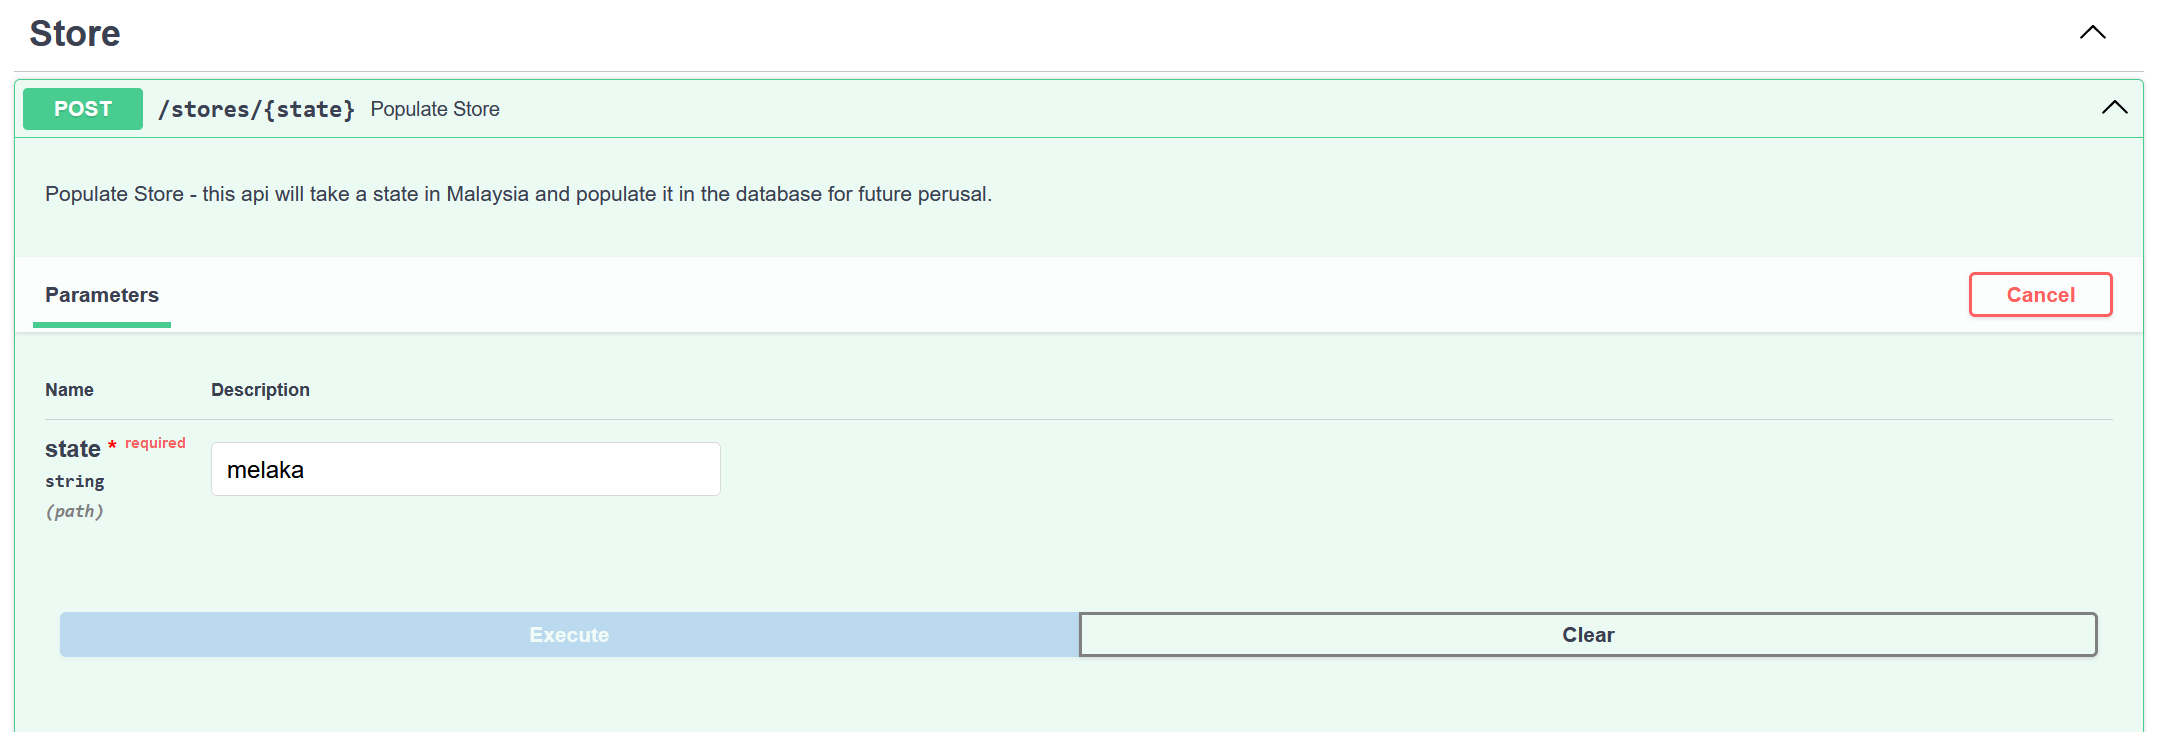 Store
POST /stores/{state} Populate Store
Populate Store - this api will take a state in Malaysia and populate it in the database for future perusal.
Parameters Cancel
Name Description
state * required
string
(path)
melaka
Execute Clear